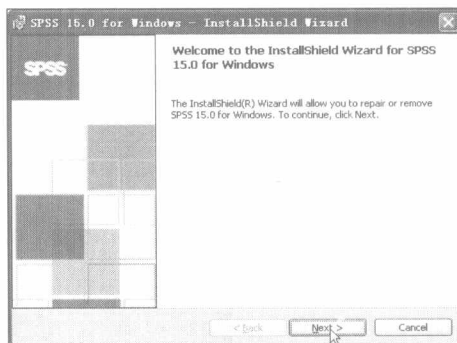 SPSS 15.0 for Windows - InstallShield Wizard
SPSS
Welcome to the InstallShield Wizard for SPSS
15.0 for Windows
The InstallShield(R) Wizard will allow you to repair or remove
SPSS 15.0 for Windows. To continue, click Next.
< Back
Next >
Cancel